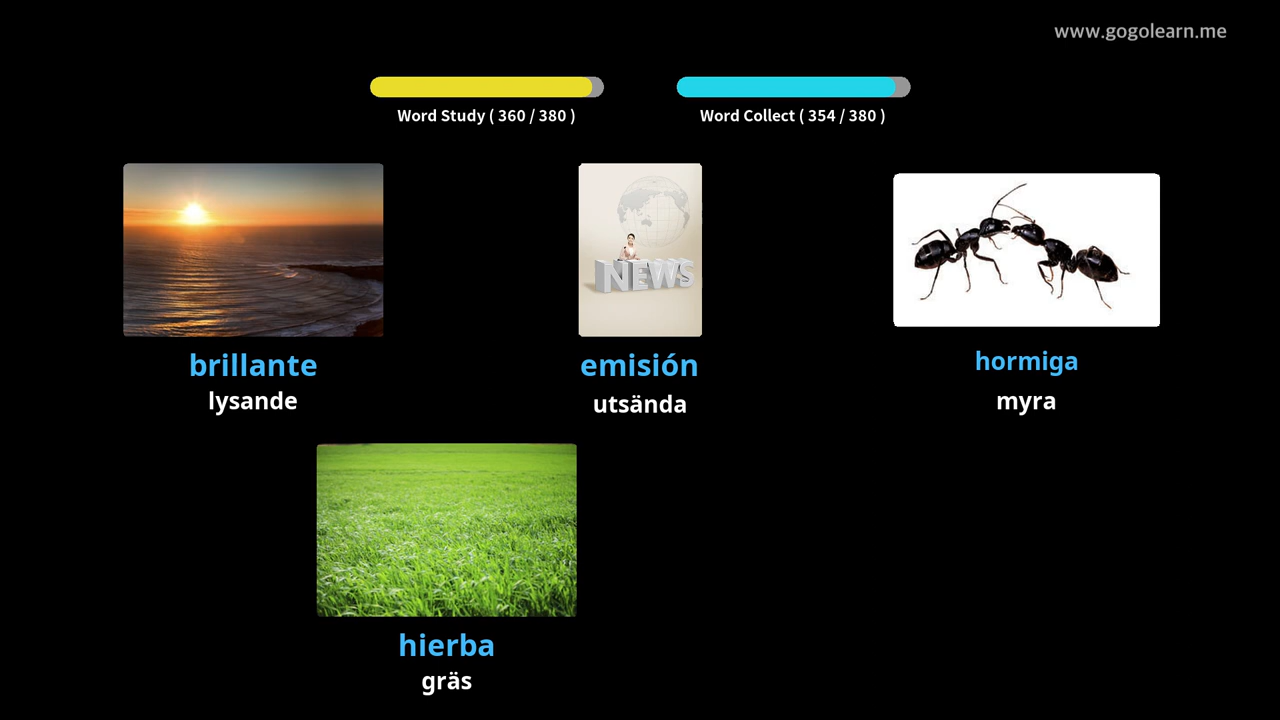 www.gogolearn.me
Word Study ( 360 / 380 )
Word Collect ( 354 / 380 )
NEWS
brillante
lysande
emisión
utsända
hormiga
myra
hierba
gräs